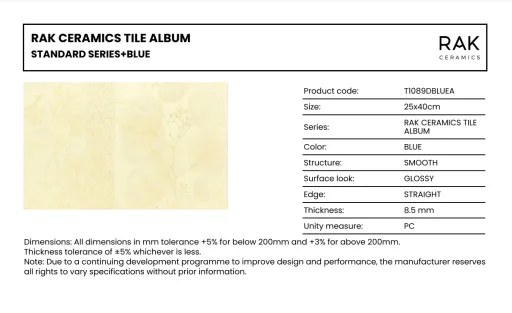 RAK CERAMICS TILE ALBUM
STANDARD SERIES+BLUE
RAK
CERAMICS
Product code: T1089DBLUEA
Size: 25x40cm
Series: RAK CERAMICS TILE
ALBUM
Color: BLUE
Structure: SMOOTH
Surface look: GLOSSY
Edge: STRAIGHT
Thickness: 8.5 mm
Unity measure: PC
Dimensions: All dimensions in mm tolerance +5% for below 200mm and +3% for above 200mm.
Thickness tolerance of ±5% whichever is less.
Note: Due to a continuing development programme to improve design and performance, the manufacturer reserves
all rights to vary specifications without prior information.